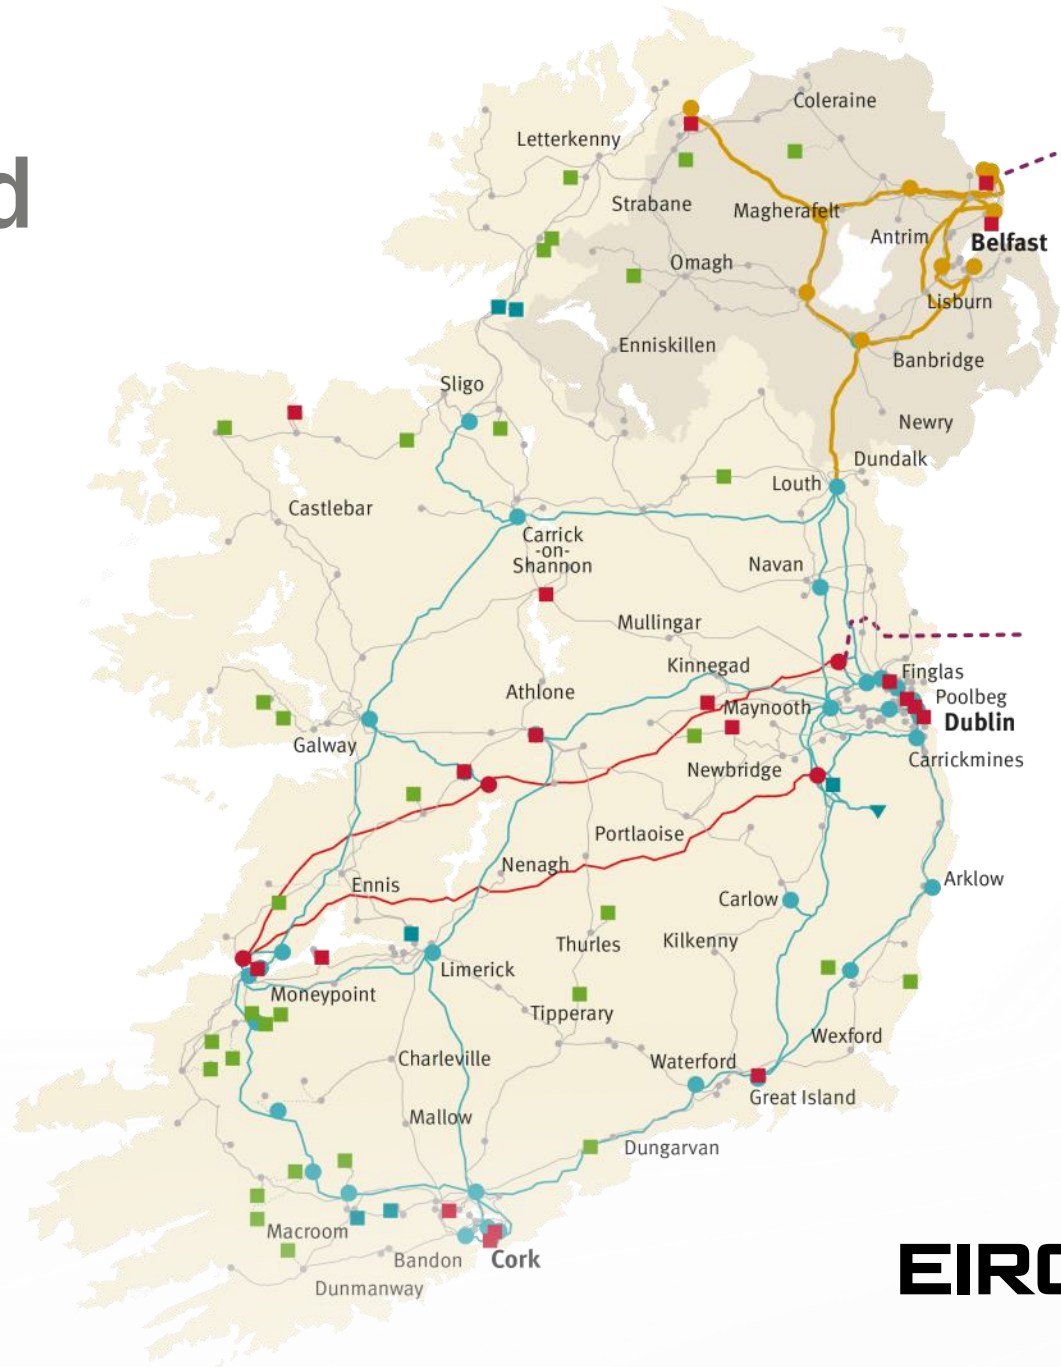 d
Coleraine
Letterkenny
Strabane
Magherafelt
Antrim
Belfast
Omagh
Lisburn
Enniskillen
Banbridge
Sligo
Newry
Dundalk
Louth
Castlebar
Carrick
-on-
Shannon
Navan
Mullingar
Kinnegad
Finglas
Athlone
Poolbeg
Maynooth
Dublin
Galway
Carrickmines
Newbridge
Portlaoise
Nenagh
Ennis
Arklow
Carlow
Thurles
Kilkenny
Limerick
Moneypoint
Tipperary
Wexford
Charleville
Waterford
Great Island
Mallow
Dungarvan
Macroom
Bandon
Cork
Dunmanway
EIRG